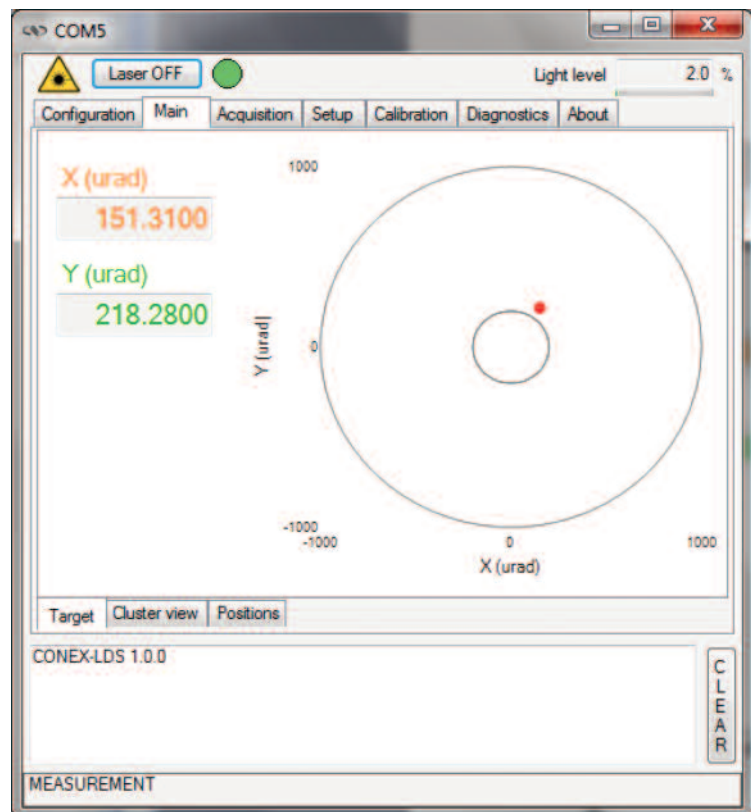 COM5
Laser OFF
Light level 2.0 %
Configuration Main Acquisition Setup Calibration Diagnostics About
X (urad)
151.3100
Y (urad)
218.2800
1000
Y (urad)
0
-1000
-1000 0 1000
X (urad)
Target Cluster view Positions
CONEX-LDS 1.0.0
CLEAR
MEASUREMENT